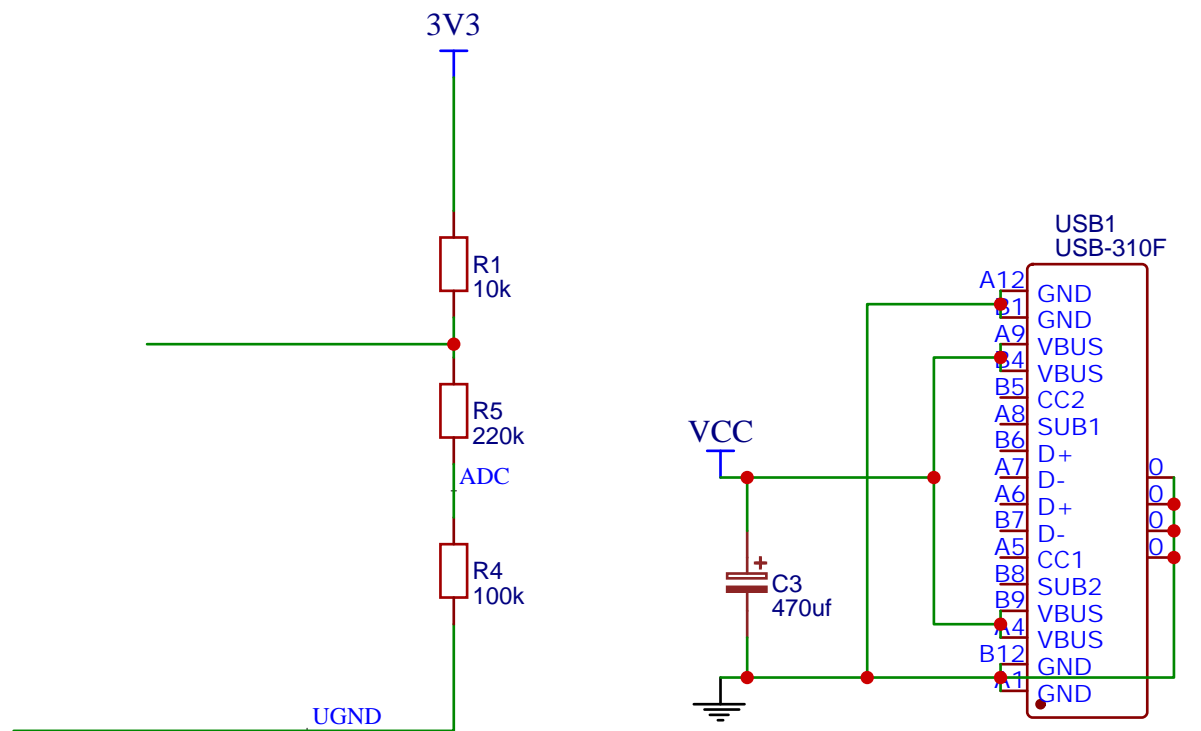 3V3
R1
10k
R5
220k
ADC
R4
100k
UGND
VCC
C3
470uf
USB1
USB-310F
A12 GND
B1 GND
A9 VBUS
B4 VBUS
B5 CC2
A8 SUB1
B6 D+
A7 D- 0
A6 D+ 0
B7 D- 0
A5 CC1 0
B8 SUB2
B9 VBUS
A4 VBUS
B12 GND
A1 GND